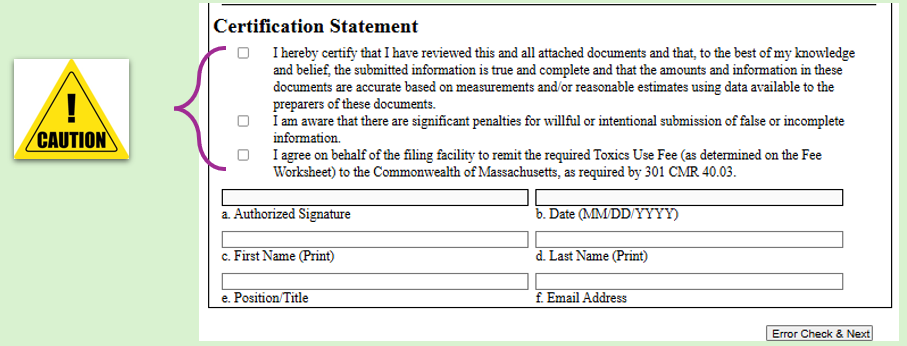 Certification Statement
I hereby certify that I have reviewed this and all attached documents and that, to the best of my knowledge
and belief, the submitted information is true and complete and that the amounts and information in these
documents are accurate based on measurements and/or reasonable estimates using data available to the
preparers of these documents.
I am aware that there are significant penalties for willful or intentional submission of false or incomplete
information.
I agree on behalf of the filing facility to remit the required Toxics Use Fee (as determined on the Fee
Worksheet) to the Commonwealth of Massachusetts, as required by 301 CMR 40.03.
!
CAUTION
a. Authorized Signature
b. Date (MM/DD/YYYY)
c. First Name (Print)
d. Last Name (Print)
e. Position/Title
f. Email Address
Error Check & Next